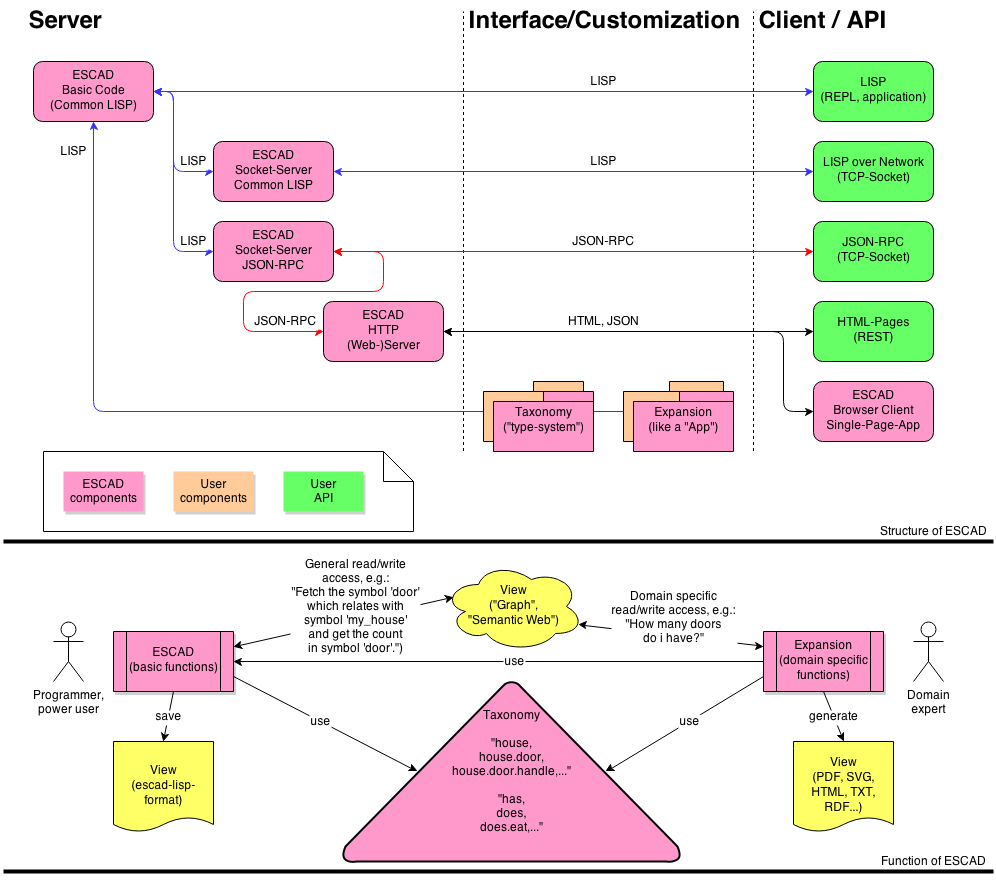 Server
Interface/Customization
Client / API
ESCAD
Basic Code
(Common LISP)
LISP
LISP
(REPL, application)
LISP
LISP
ESCAD
Socket-Server
Common LISP
LISP
LISP over Network
(TCP-Socket)
LISP
ESCAD
Socket-Server
JSON-RPC
JSON-RPC
JSON-RPC
(TCP-Socket)
JSON-RPC
ESCAD
HTTP
(Web-)Server
HTML, JSON
HTML-Pages
(REST)
Taxonomy
("type-system")
Expansion
(like a "App")
ESCAD
Browser Client
Single-Page-App
ESCAD
components
User
components
User
API
Structure of ESCAD
General read/write
access, e.g.:
"Fetch the symbol 'door'
which relates with
symbol 'my_house'
and get the count
in symbol 'door'.")
View
("Graph",
"Semantic Web")
Domain specific
read/write access, e.g.:
"How many doors
do i have?"
Programmer,
power user
ESCAD
(basic functions)
use
Expansion
(domain specific
functions)
Domain
expert
save
use
use
generate
View
(escad-lisp-
format)
Taxonomy
"house,
house.door,
house.door.handle,..."
"has,
does,
does.eat,..."
View
(PDF, SVG,
HTML, TXT,
RDF...)
Function of ESCAD